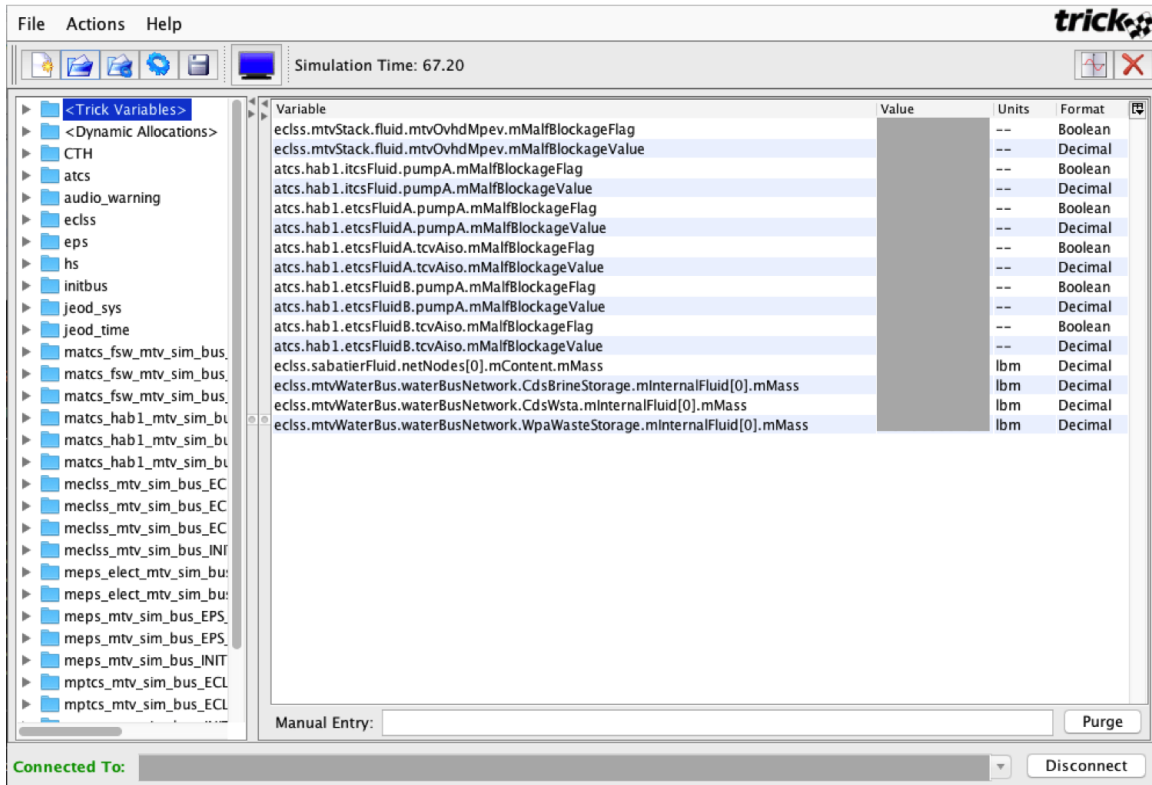 File Actions Help
trick
Simulation Time: 67.20
<Trick Variables>
<Dynamic Allocations>
CTH
atcs
audio_warning
eclss
eps
hs
initbus
jeod_sys
jeod_time
matcs_fsw_mtv_sim_bus_
matcs_fsw_mtv_sim_bus_
matcs_fsw_mtv_sim_bus_
matcs_hab1_mtv_sim_bu
matcs_hab1_mtv_sim_bu
matcs_hab1_mtv_sim_bu
meclss_mtv_sim_bus_EC
meclss_mtv_sim_bus_EC
meclss_mtv_sim_bus_EC
meclss_mtv_sim_bus_INI
meps_elect_mtv_sim_bu
meps_elect_mtv_sim_bu
meps_mtv_sim_bus_EPS_
meps_mtv_sim_bus_EPS_
meps_mtv_sim_bus_INIT
mptcs_mtv_sim_bus_ECL
mptcs_mtv_sim_bus_ECL
Variable Value Units Format
eclss.mtvStack.fluid.mtvOvhdMpev.mMalfBlockageFlag -- Boolean
eclss.mtvStack.fluid.mtvOvhdMpev.mMalfBlockageValue -- Decimal
atcs.hab1.itcsFluid.pumpA.mMalfBlockageFlag -- Boolean
atcs.hab1.itcsFluid.pumpA.mMalfBlockageValue -- Decimal
atcs.hab1.etcsFluidA.pumpA.mMalfBlockageFlag -- Boolean
atcs.hab1.etcsFluidA.pumpA.mMalfBlockageValue -- Decimal
atcs.hab1.etcsFluidA.tcvAiso.mMalfBlockageFlag -- Boolean
atcs.hab1.etcsFluidA.tcvAiso.mMalfBlockageValue -- Decimal
atcs.hab1.etcsFluidB.pumpA.mMalfBlockageFlag -- Boolean
atcs.hab1.etcsFluidB.pumpA.mMalfBlockageValue -- Decimal
atcs.hab1.etcsFluidB.tcvAiso.mMalfBlockageFlag -- Boolean
atcs.hab1.etcsFluidB.tcvAiso.mMalfBlockageValue -- Decimal
eclss.sabatierFluid.netNodes[0].mContent.mMass lbm Decimal
eclss.mtvWaterBus.waterBusNetwork.CdsBrineStorage.mInternalFluid[0].mMass lbm Decimal
eclss.mtvWaterBus.waterBusNetwork.CdsWsta.mInternalFluid[0].mMass lbm Decimal
eclss.mtvWaterBus.waterBusNetwork.WpaWasteStorage.mInternalFluid[0].mMass lbm Decimal
Manual Entry: Purge
Connected To: Disconnect